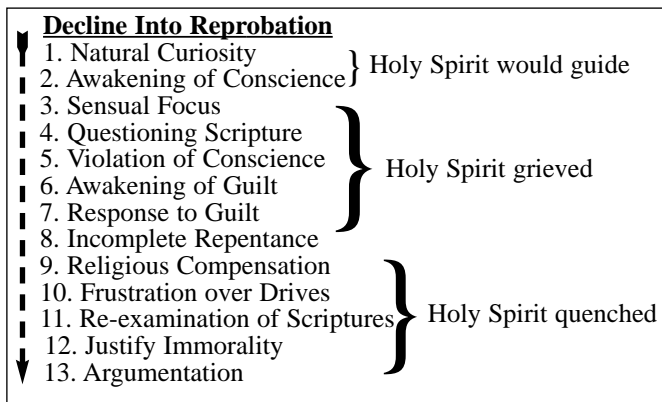 Decline Into Reprobation
1. Natural Curiosity
2. Awakening of Conscience
Holy Spirit would guide
3. Sensual Focus
4. Questioning Scripture
5. Violation of Conscience
6. Awakening of Guilt
7. Response to Guilt
Holy Spirit grieved
8. Incomplete Repentance
9. Religious Compensation
10. Frustration over Drives
11. Re-examination of Scriptures
12. Justify Immorality
13. Argumentation
Holy Spirit quenched